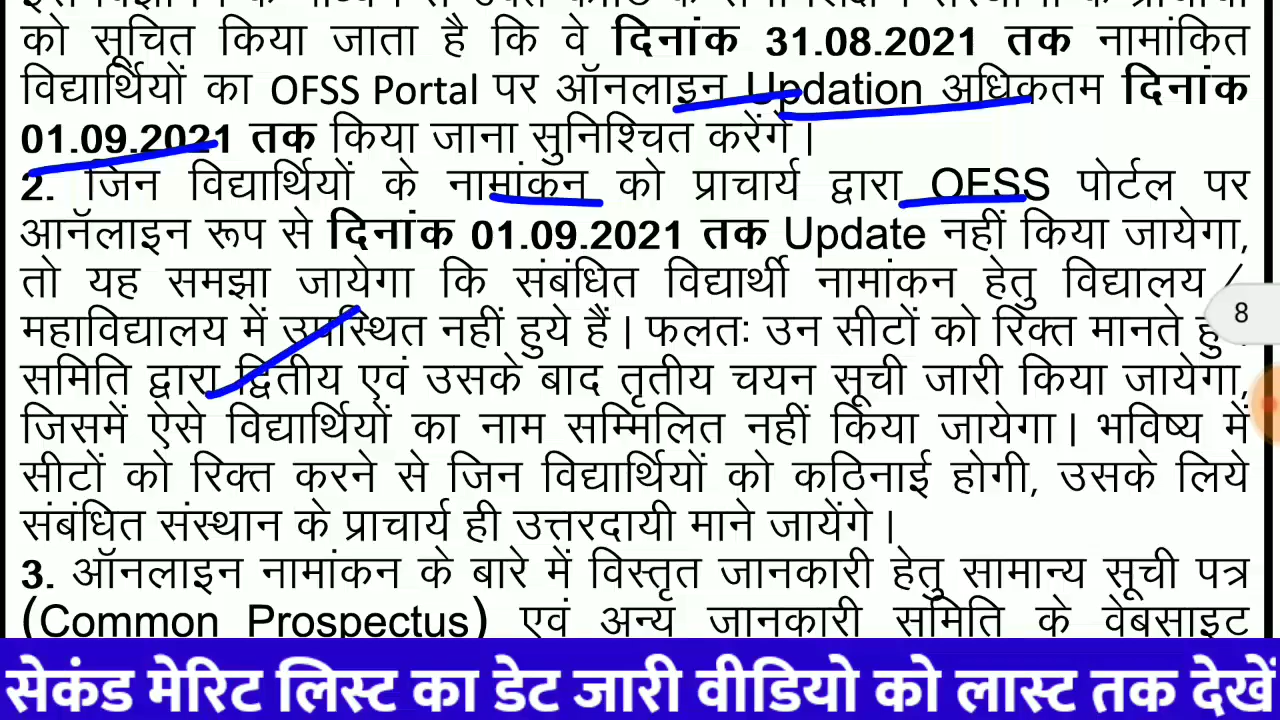 को सूचित किया जाता है कि वे दिनांक 31.08.2021 तक नामांकित
विद्यार्थियों का OFSS Portal पर ऑनलाइन Updation अधिकतम दिनांक
01.09.2021 तक किया जाना सुनिश्चित करेंगे।
2. जिन विद्यार्थियों के नामांकन को प्राचार्य द्वारा OFSS पोर्टल पर
आनॅलाइन रूप से दिनांक 01.09.2021 तक Update नहीं किया जायेगा,
तो यह समझा जायेगा कि संबंधित विद्यार्थी नामांकन हेतु विद्यालय /
महाविद्यालय में उपस्थित नहीं हुये हैं। फलतः उन सीटों को रिक्त मानते
8
समिति द्वारा द्वितीय एवं उसके बाद तृतीय चयन सूची जारी किया जायेगा,
जिसमें ऐसे विद्यार्थियों का नाम सम्मिलित नहीं किया जायेगा। भविष्य में
सीटों को रिक्त करने से जिन विद्यार्थियों को कठिनाई होगी, उसके लिये
संबंधित संस्थान के प्राचार्य ही उत्तरदायी माने जायेंगे।
3. ऑनलाइन नामांकन के बारे में विस्तृत जानकारी हेतु सामान्य सूची पत्र
(Common Prospectus) एवं अन्य जानकारी समिति के वेबसाइट
सेकंड मेरिट लिस्ट का डेट जारी वीडियो को लास्ट तक देखें